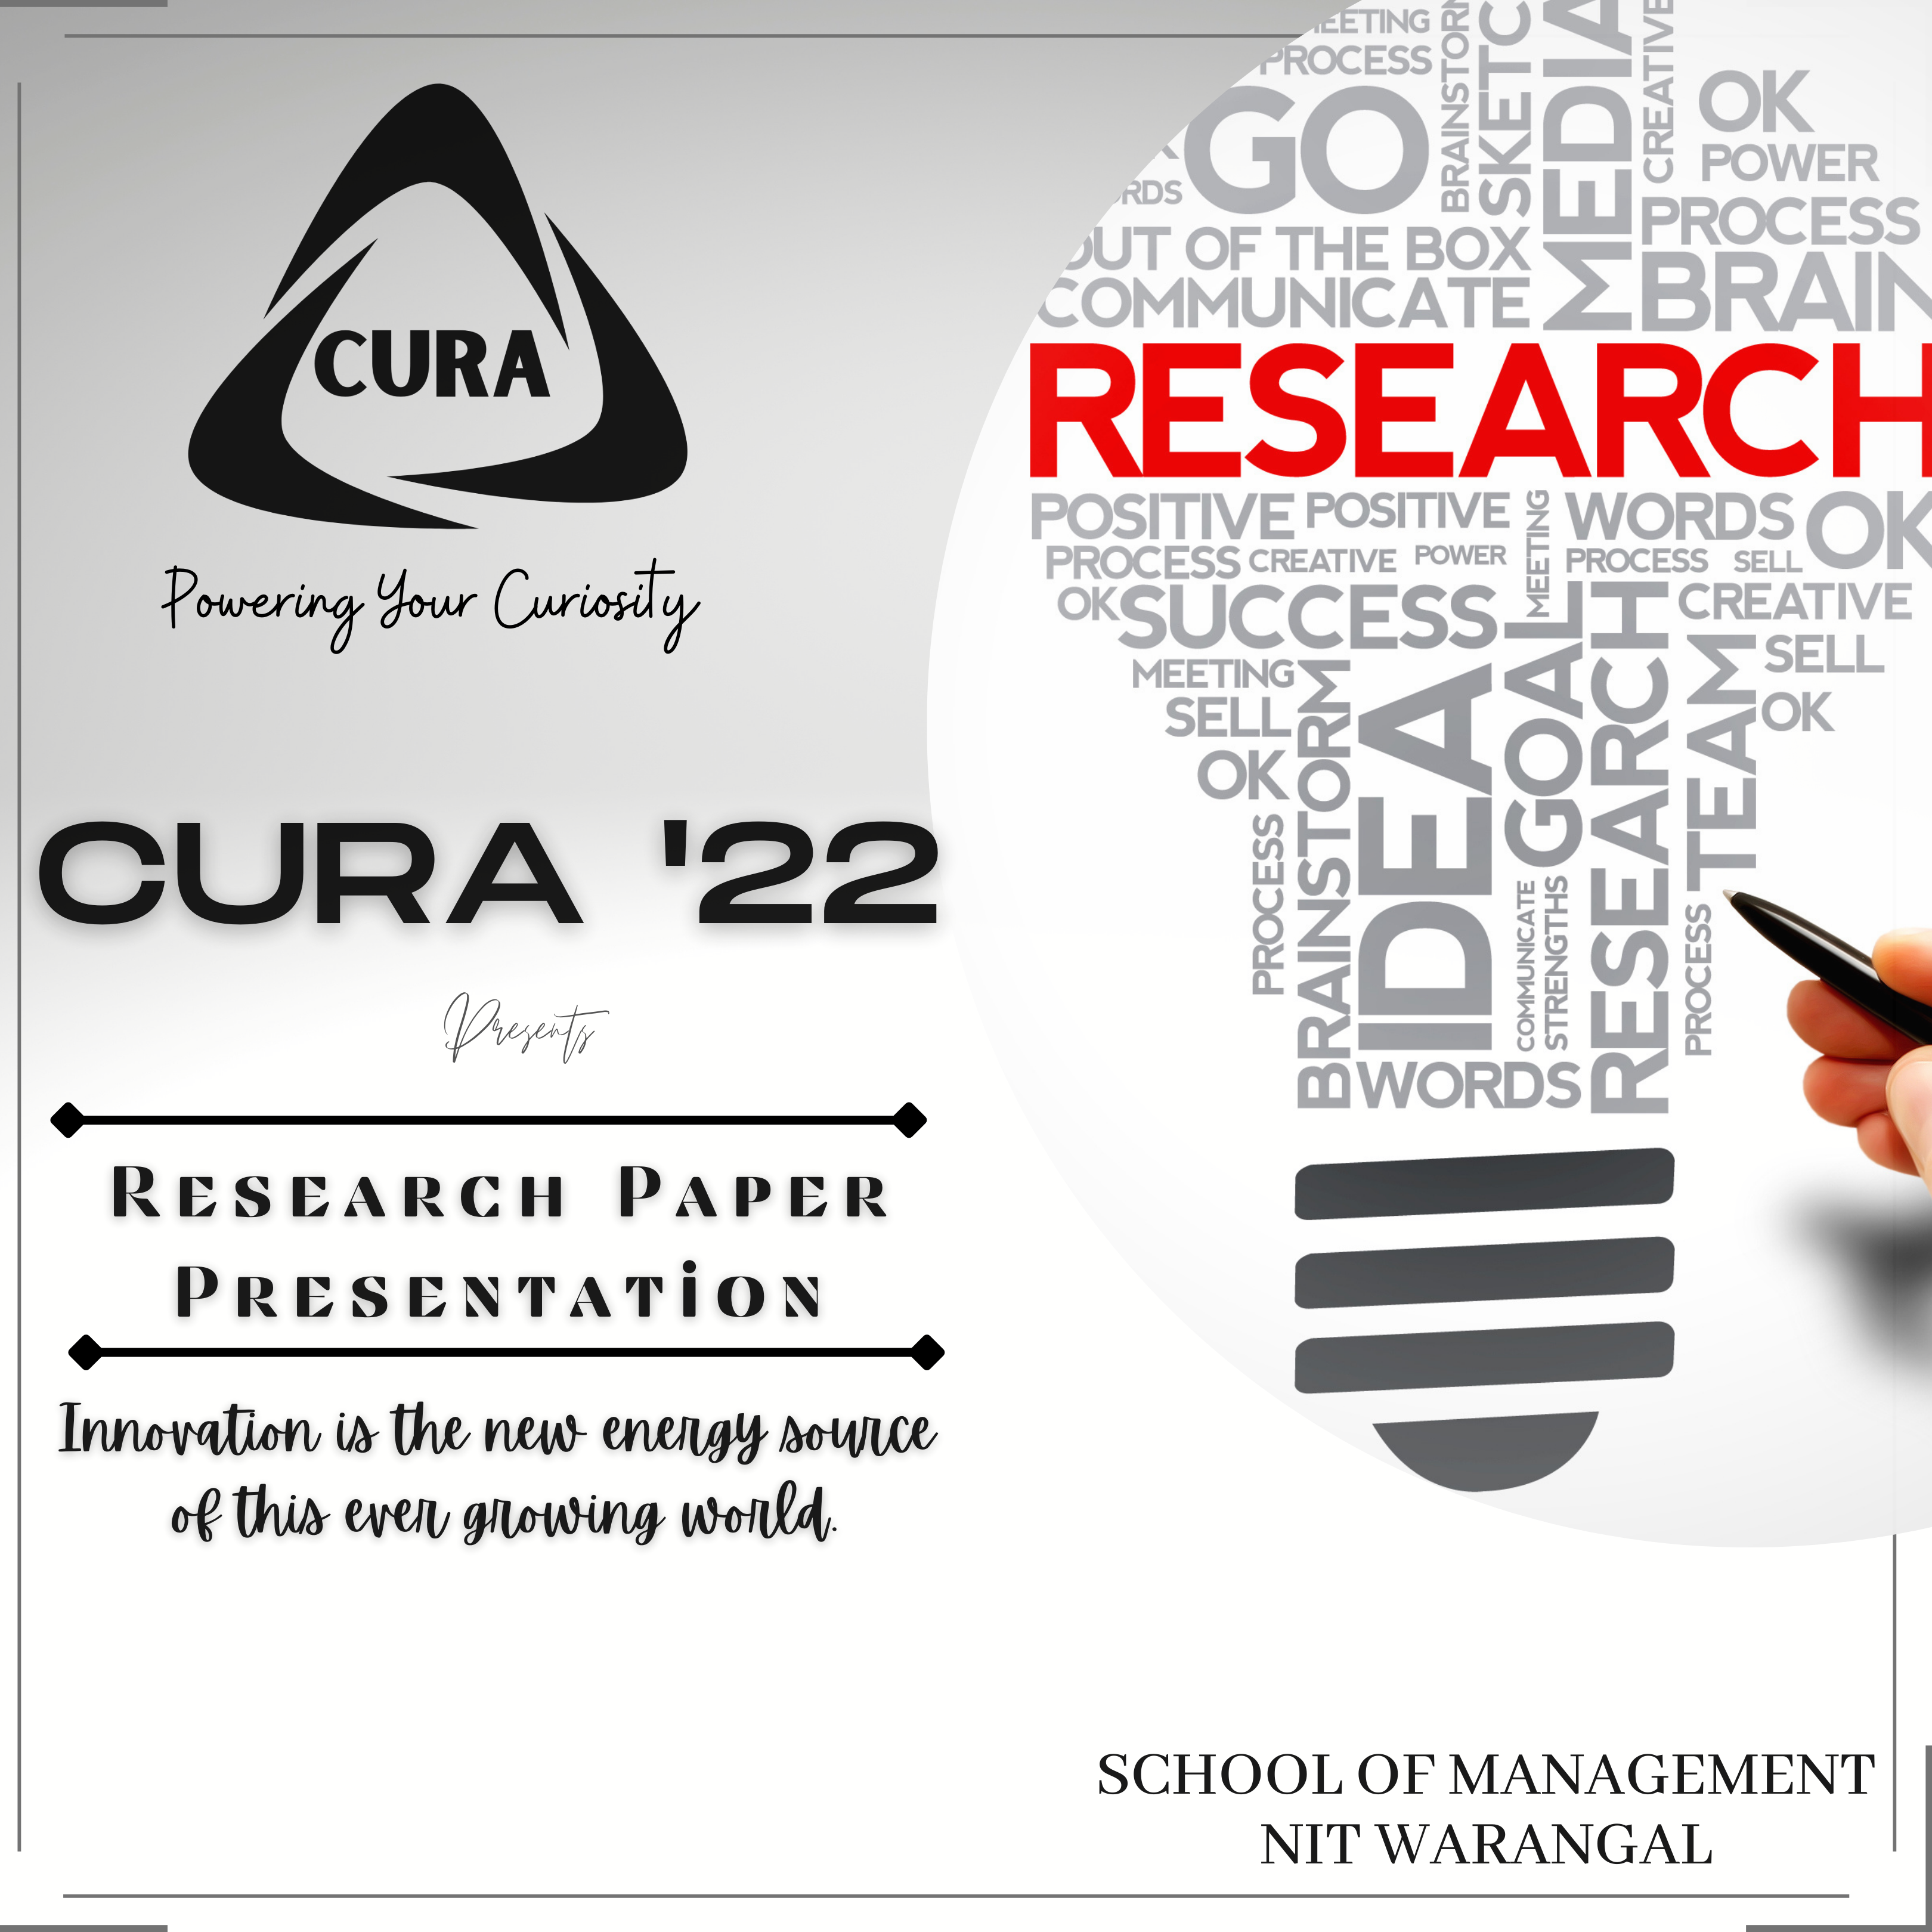 CURA
Powering Your Curiosity
CURA '22
Presents
Research Paper
Presentation
Innovation is the new energy source
of this ever growing world.
MEETING
PROCESS
GO
BRAINSTORM
SKETC
MEDIA
CREATIVE
OK
POWER
PROCESS
BRAIN
RDS
OUT OF THE BOX
COMMUNICATE
RESEARCH
POSITIVE POSITIVE MEETING WORDS OK
PROCESS CREATIVE POWER PROCESS SELL
OK SUCCESS CREATIVE
MEETING SELL
SELL OK
OK
PROCESS
BRAINSTORM
IDEA
GOAL
COMMUNICATE
STRENGTHS
RESEARCH
TEAM
PROCESS
WORDS
SCHOOL OF MANAGEMENT
NIT WARANGAL